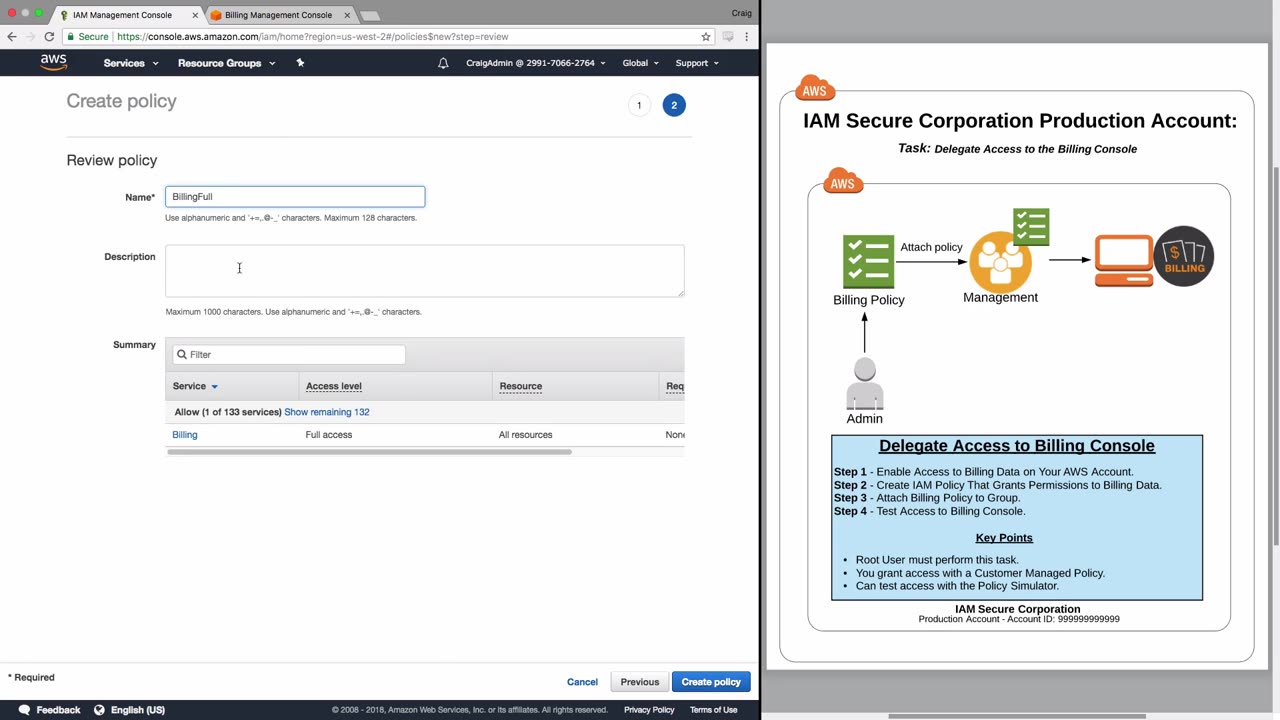 IAM Management Console
Billing Management Console
Craig
Secure https://console.aws.amazon.com/iam/home?region=us-west-2#/policies$new?step=review
aws
Services
Resource Groups
CraigAdmin @ 2991-7066-2764
Global
Support
Create policy
1
2
Review policy
Name*
BillingFull
Use alphanumeric and '+=,.@-_' characters. Maximum 128 characters.
Description
Maximum 1000 characters. Use alphanumeric and '+=,.@-_' characters.
Summary
Filter
Service
Access level
Resource
Req
Allow (1 of 133 services) Show remaining 132
Billing
Full access
All resources
None
* Required
Cancel
Previous
Create policy
Feedback
English (US)
© 2008 - 2018, Amazon Web Services, Inc. or its affiliates. All rights reserved.
Privacy Policy
Terms of Use
AWS
IAM Secure Corporation Production Account:
Task: Delegate Access to the Billing Console
AWS
Attach policy
$
BILLING
Billing Policy
Management
Admin
Delegate Access to Billing Console
Step 1 - Enable Access to Billing Data on Your AWS Account.
Step 2 - Create IAM Policy That Grants Permissions to Billing Data.
Step 3 - Attach Billing Policy to Group.
Step 4 - Test Access to Billing Console.
Key Points
• Root User must perform this task.
• You grant access with a Customer Managed Policy.
• Can test access with the Policy Simulator.
IAM Secure Corporation
Production Account - Account ID: 999999999999